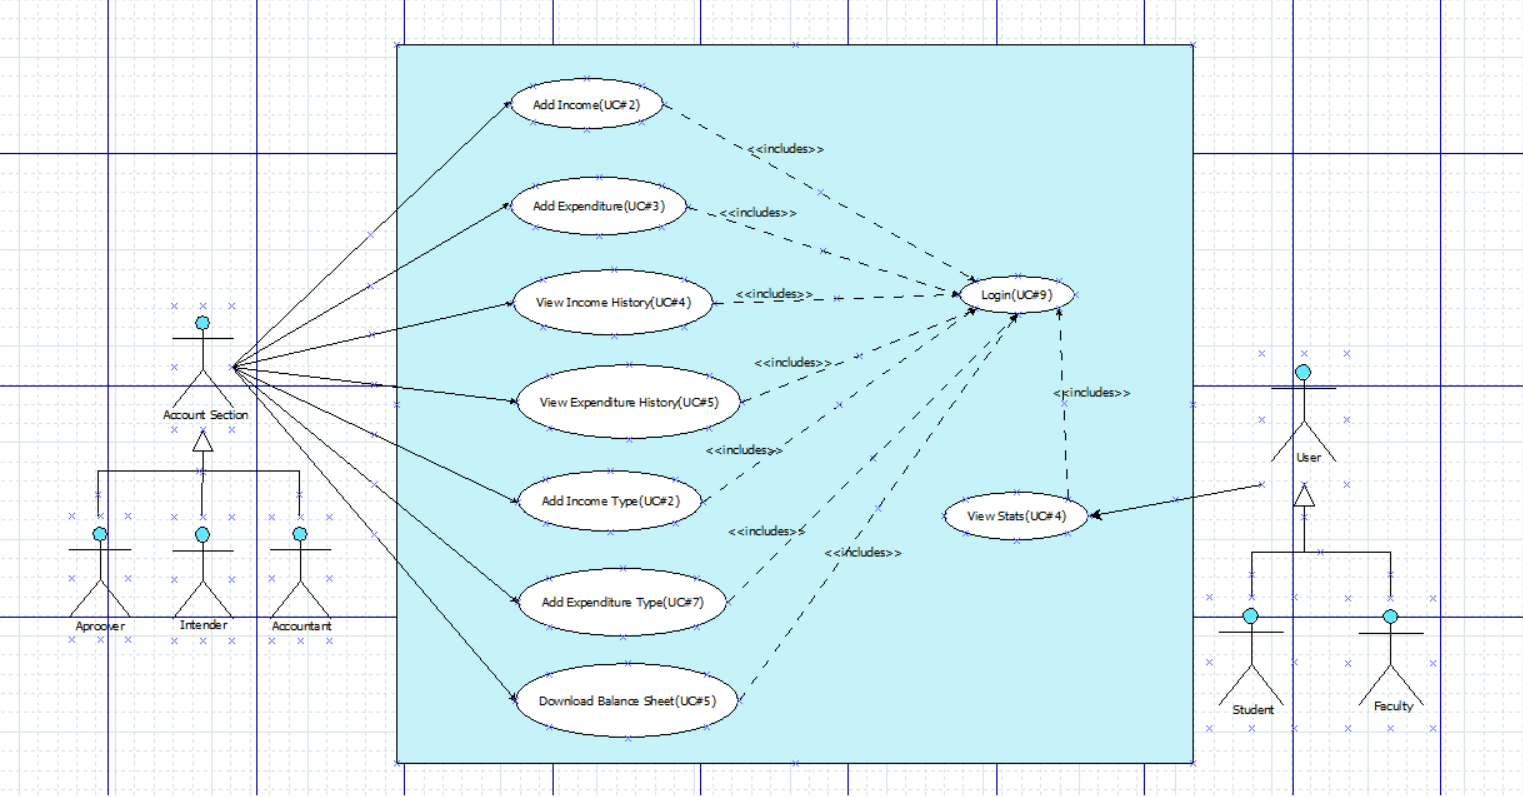 Add Income(UC#2)
<<includes>>
Add Expenditure(UC#3)
<<includes>>
View Income History(UC#4)
<<includes>>
Login(UC#9)
<<includes>>
View Expenditure History(UC#5)
<<includes>>
Account Section
<<includes>>
User
Add Income Type(UC#2)
View Stats(UC#4)
<<includes>>
<<includes>>
Add Expenditure Type(UC#7)
Aproover
Intender
Accountant
Download Balance Sheet(UC#5)
Student
Faculty